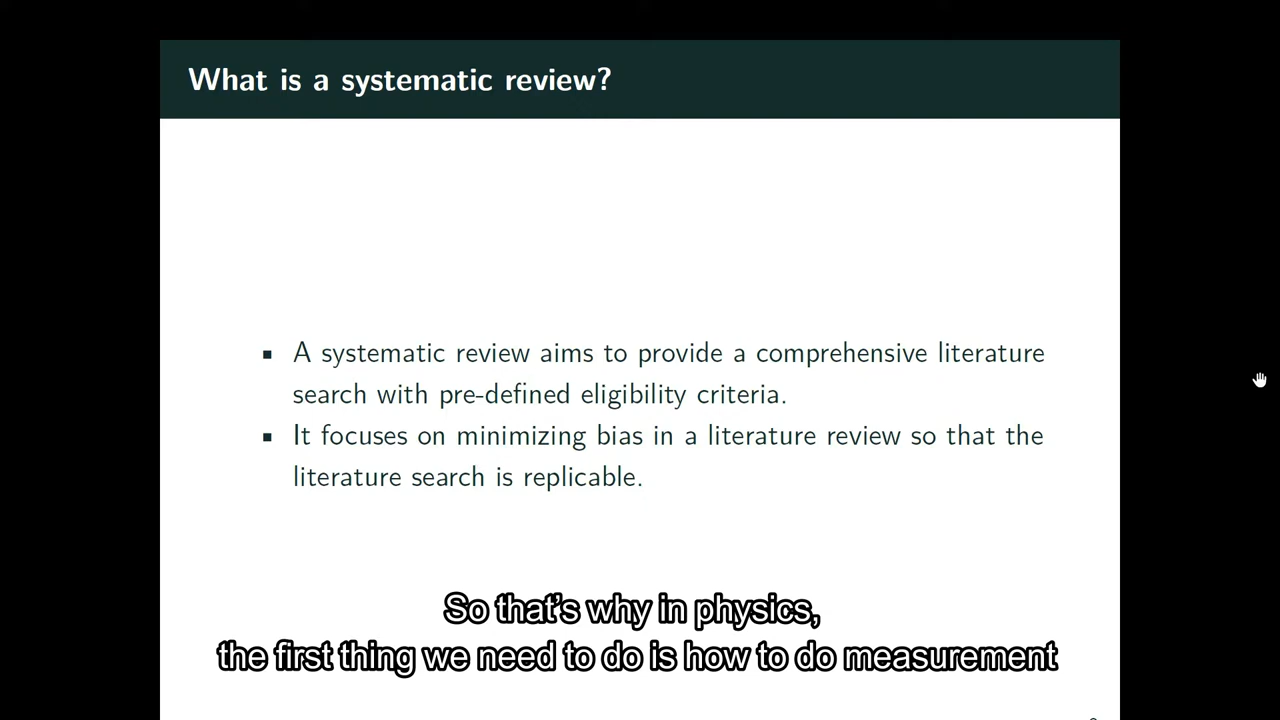 What is a systematic review?
▪ A systematic review aims to provide a comprehensive literature
search with pre-defined eligibility criteria.
▪ It focuses on minimizing bias in a literature review so that the
literature search is replicable.
So that's why in physics,
the first thing we need to do is how to do measurement